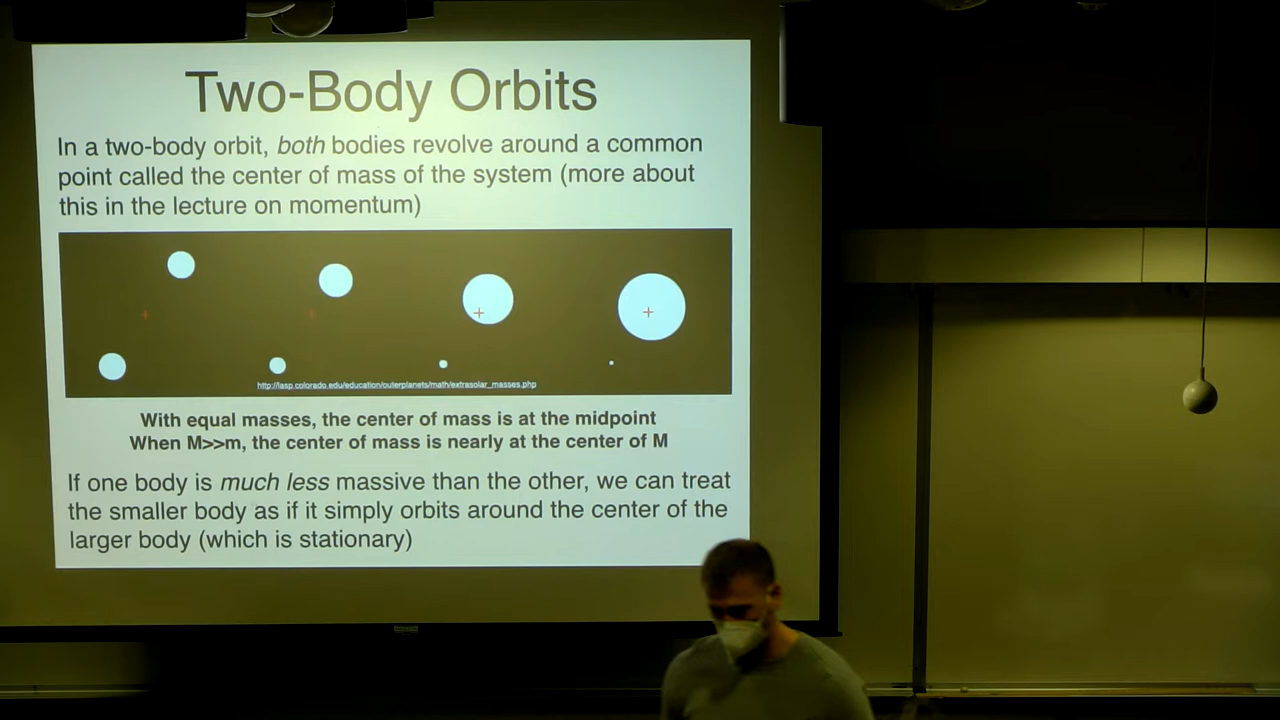 Two-Body Orbits
In a two-body orbit, both bodies revolve around a common
point called the center of mass of the system (more about
this in the lecture on momentum)
http://lasp.colorado.edu/education/outerplanets/math/extrasolar_masses.php
With equal masses, the center of mass is at the midpoint
When M>>m, the center of mass is nearly at the center of M
If one body is much less massive than the other, we can treat
the smaller body as if it simply orbits around the center of the
larger body (which is stationary)